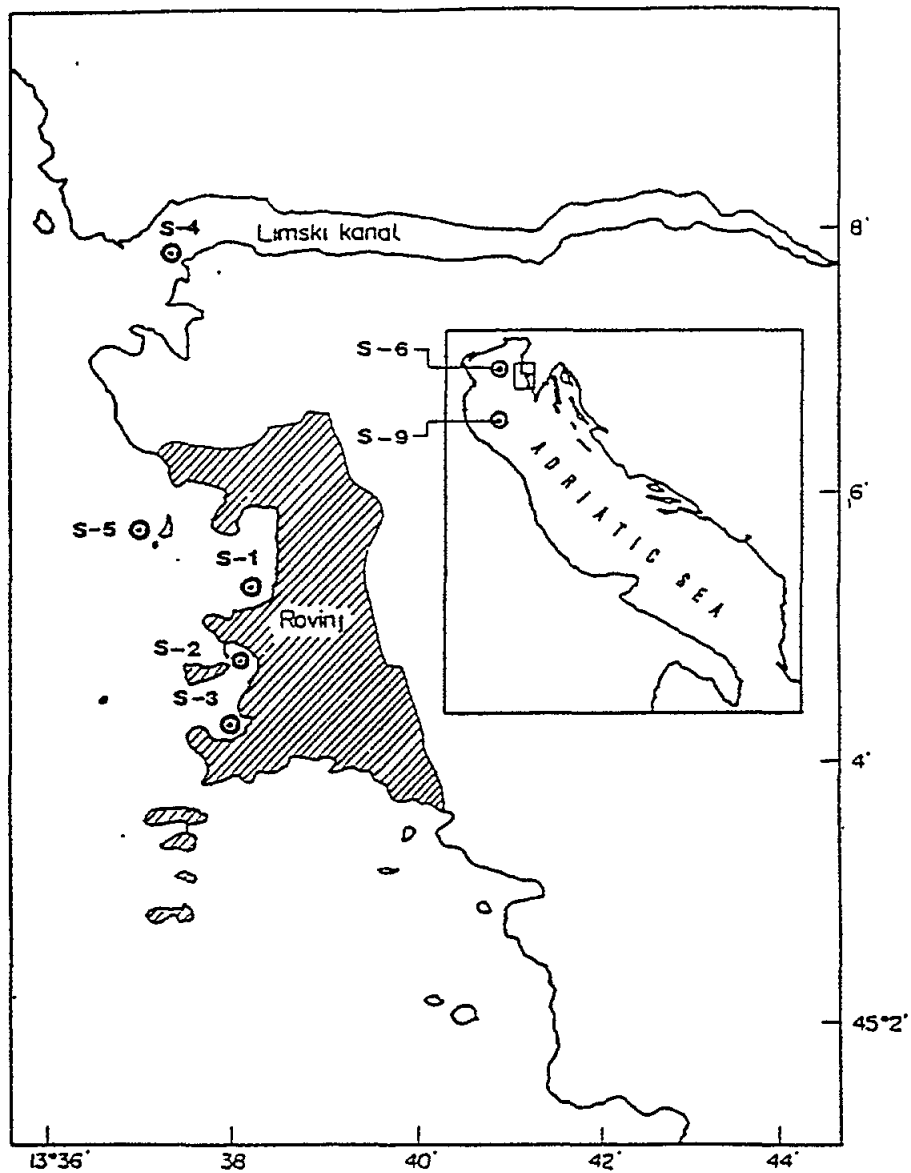 S-4
Limski kanal
8'
S-6
S-9
ADRIATIC SEA
6'
S-5
S-1
Rovinj
S-2
S-3
4'
45°2'
13°36'
38'
40'
42'
44'